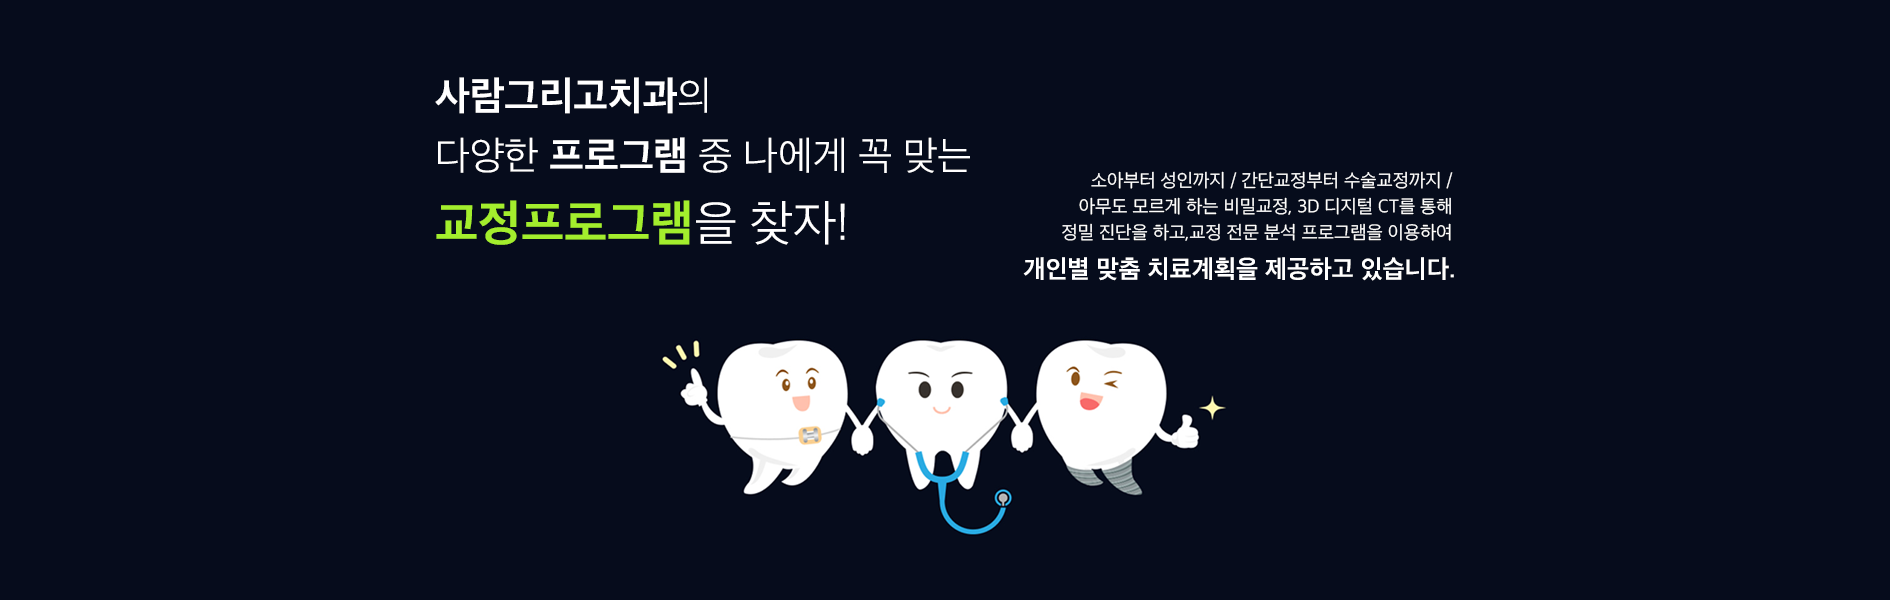 사람그리고치과의
다양한 프로그램 중 나에게 꼭 맞는
교정프로그램을 찾자!
소아부터 성인까지 / 간단교정부터 수술교정까지 /
아무도 모르게 하는 비밀교정, 3D 디지털 CT를 통해
정밀 진단을 하고,교정 전문 분석 프로그램을 이용하여
개인별 맞춤 치료계획을 제공하고 있습니다.